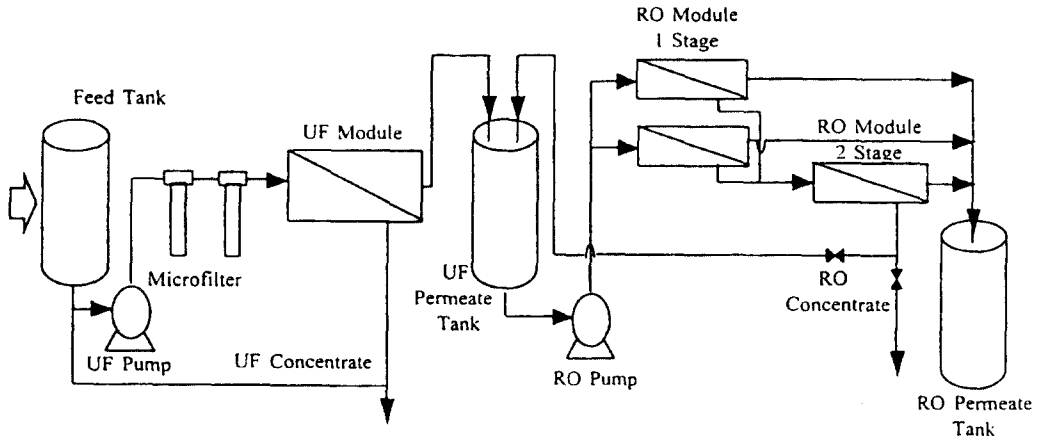 RO Module
1 Stage
Feed Tank
UF Module
RO Module
2 Stage
Microfilter
UF
Permeate
Tank
RO
Concentrate
UF Pump
UF Concentrate
RO Pump
RO Permeate
Tank